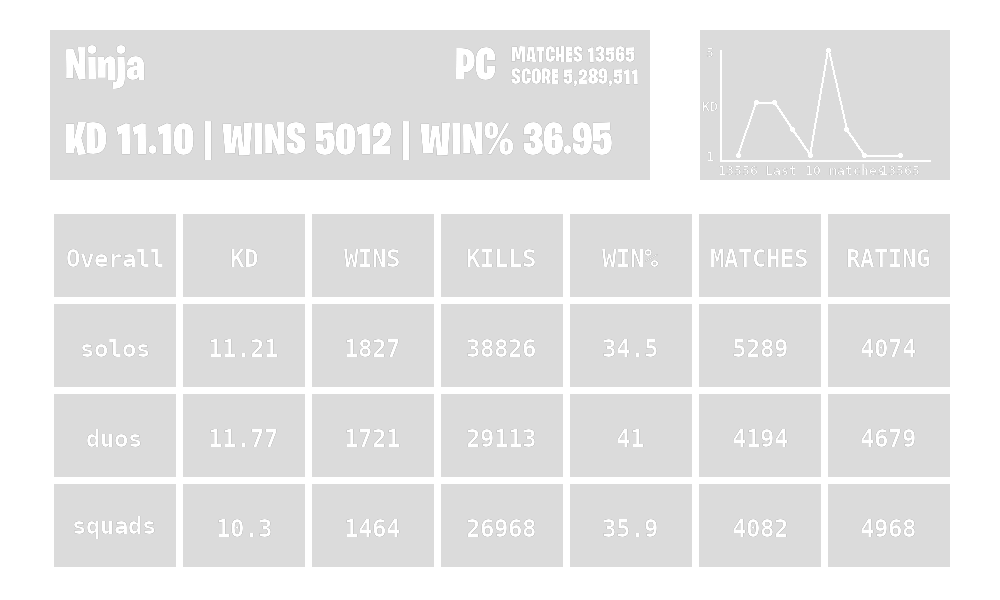 Ninja
PC
MATCHES 13565
SCORE 5,289,511
KD 11.10 | WINS 5012 | WIN% 36.95
5
KD
1
13556 Last 10 matches 13565
Overall KD WINS KILLS WIN% MATCHES RATING
solos 11.21 1827 38826 34.5 5289 4074
duos 11.77 1721 29113 41 4194 4679
squads 10.3 1464 26968 35.9 4082 4968